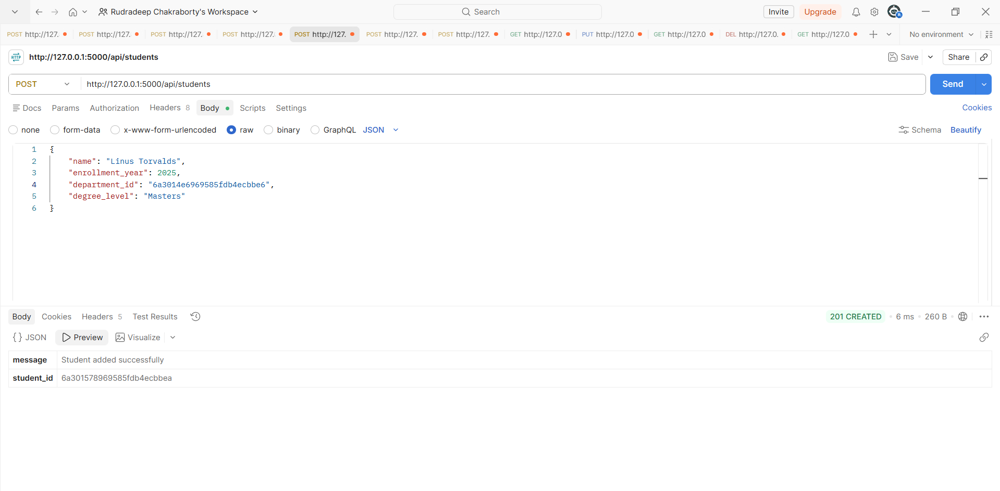 Rudradeep Chakraborty's Workspace
Search
Invite
Upgrade
POST http://127.
POST http://127.
POST http://127.
POST http://127.
POST http://127.
POST http://127.
POST http://127.
GET http://127.0
PUT http://127.0
GET http://127.0
DEL http://127.0.
GET http://127.0
No environment
HTTP http://127.0.0.1:5000/api/students
Save
Share
POST http://127.0.0.1:5000/api/students
Send
Docs Params Authorization Headers 8 Body Scripts Settings
Cookies
none form-data x-www-form-urlencoded raw binary GraphQL JSON
Schema Beautify
1 {
2 "name": "Linus Torvalds",
3 "enrollment_year": 2025,
4 "department_id": "6a3014e6969585fdb4ecbbe6",
5 "degree_level": "Masters"
6 }
Body Cookies Headers 5 Test Results
201 CREATED • 6 ms • 260 B
{} JSON Preview Visualize
message Student added successfully
student_id 6a301578969585fdb4ecbbea